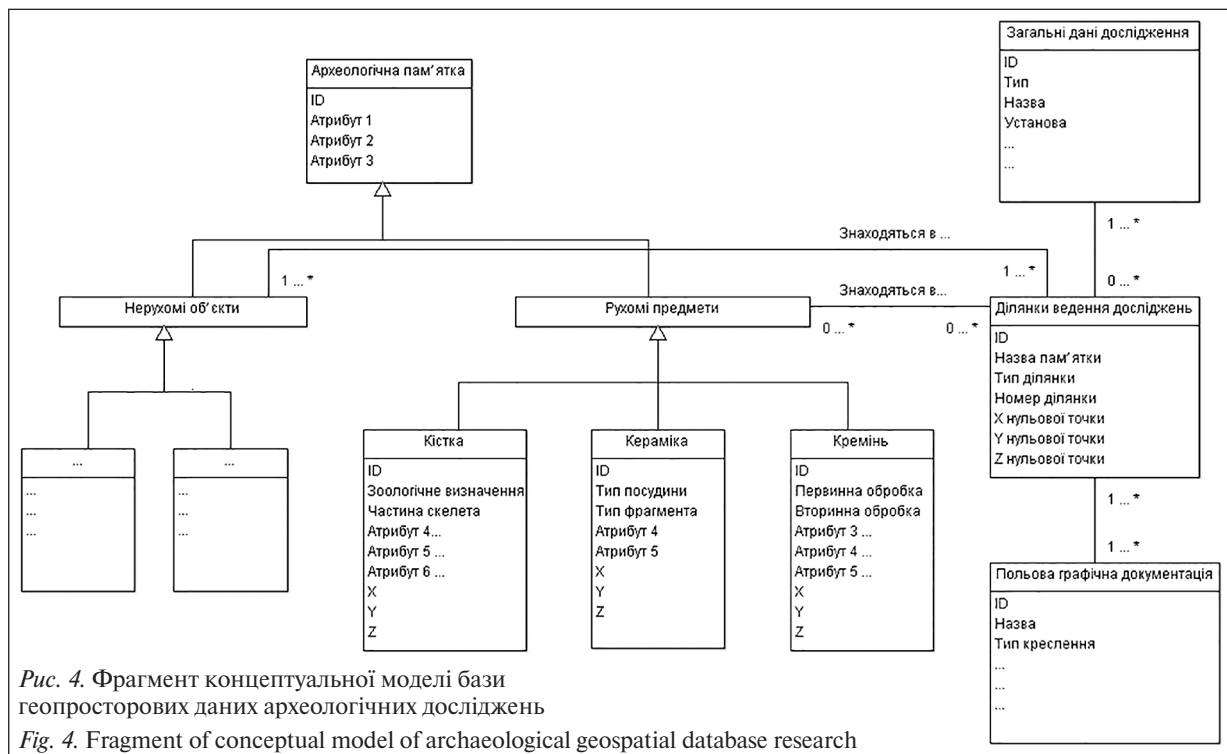 Загальні дані дослідження
ID
Тип
Назва
Установа
...
...
Археологічна пам'ятка
ID
Атрибут 1
Атрибут 2
Атрибут 3
1 ... *
0 ... *
Знаходяться в ...
1 ... *
1 ... *
Знаходяться в...
0 ... *
0 ... *
Нерухомі об'єкти
Рухомі предмети
Ділянки ведення досліджень
ID
Назва пам'ятки
Тип ділянки
Номер ділянки
X нульової точки
Y нульової точки
Z нульової точки
...
...
...
...
...
...
...
...
Кістка
ID
Зоологічне визначення
Частина скелета
Атрибут 4...
Атрибут 5 ...
Атрибут 6 ...
X
Y
Z
Кераміка
ID
Тип посудини
Тип фрагмента
Атрибут 4
Атрибут 5
X
Y
Z
Кремінь
ID
Первинна обробка
Вторинна обробка
Атрибут 3 ...
Атрибут 4 ...
Атрибут 5 ...
X
Y
Z
1 ... *
1 ... *
Польова графічна документація
ID
Назва
Тип креслення
...
...
...
Рис. 4. Фрагмент концептуальної моделі бази
геопросторових даних археологічних досліджень
Fig. 4. Fragment of conceptual model of archaeological geospatial database research